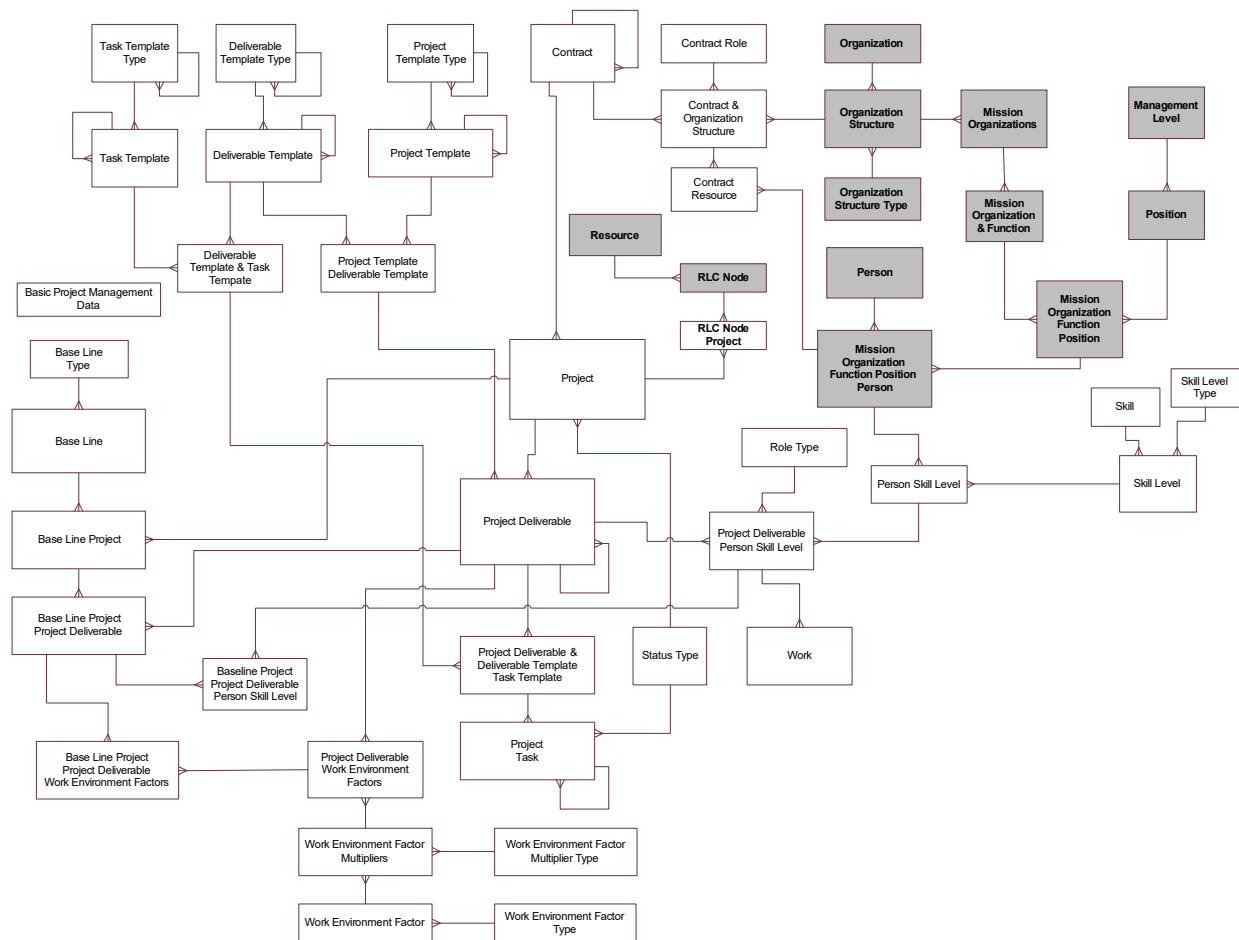 Task Template
Type
Deliverable
Template Type
Project
Template Type
Contract
Contract Role
Organization
Task Template
Deliverable Template
Project Template
Contract &
Organization
Structure
Organization
Structure
Mission
Organizations
Management
Level
Contract
Resource
Organization
Structure Type
Mission
Organization
& Function
Position
Resource
Deliverable
Template & Task
Tempate
Project Template
Deliverable Template
RLC Node
Person
Basic Project Management
Data
RLC Node
Project
Mission
Organization
Function
Position
Base Line
Type
Project
Mission
Organization
Function Position
Person
Skill
Skill Level
Type
Base Line
Role Type
Person Skill Level
Skill Level
Base Line Project
Project Deliverable
Project Deliverable
Person Skill Level
Base Line Project
Project Deliverable
Baseline Project
Project Deliverable
Person Skill Level
Project Deliverable &
Deliverable Template
Task Template
Status Type
Work
Base Line Project
Project Deliverable
Work Environment Factors
Project Deliverable
Work Environment
Factors
Project
Task
Work Environment Factor
Multipliers
Work Environment Factor
Multiplier Type
Work Environment Factor
Work Environment Factor
Type